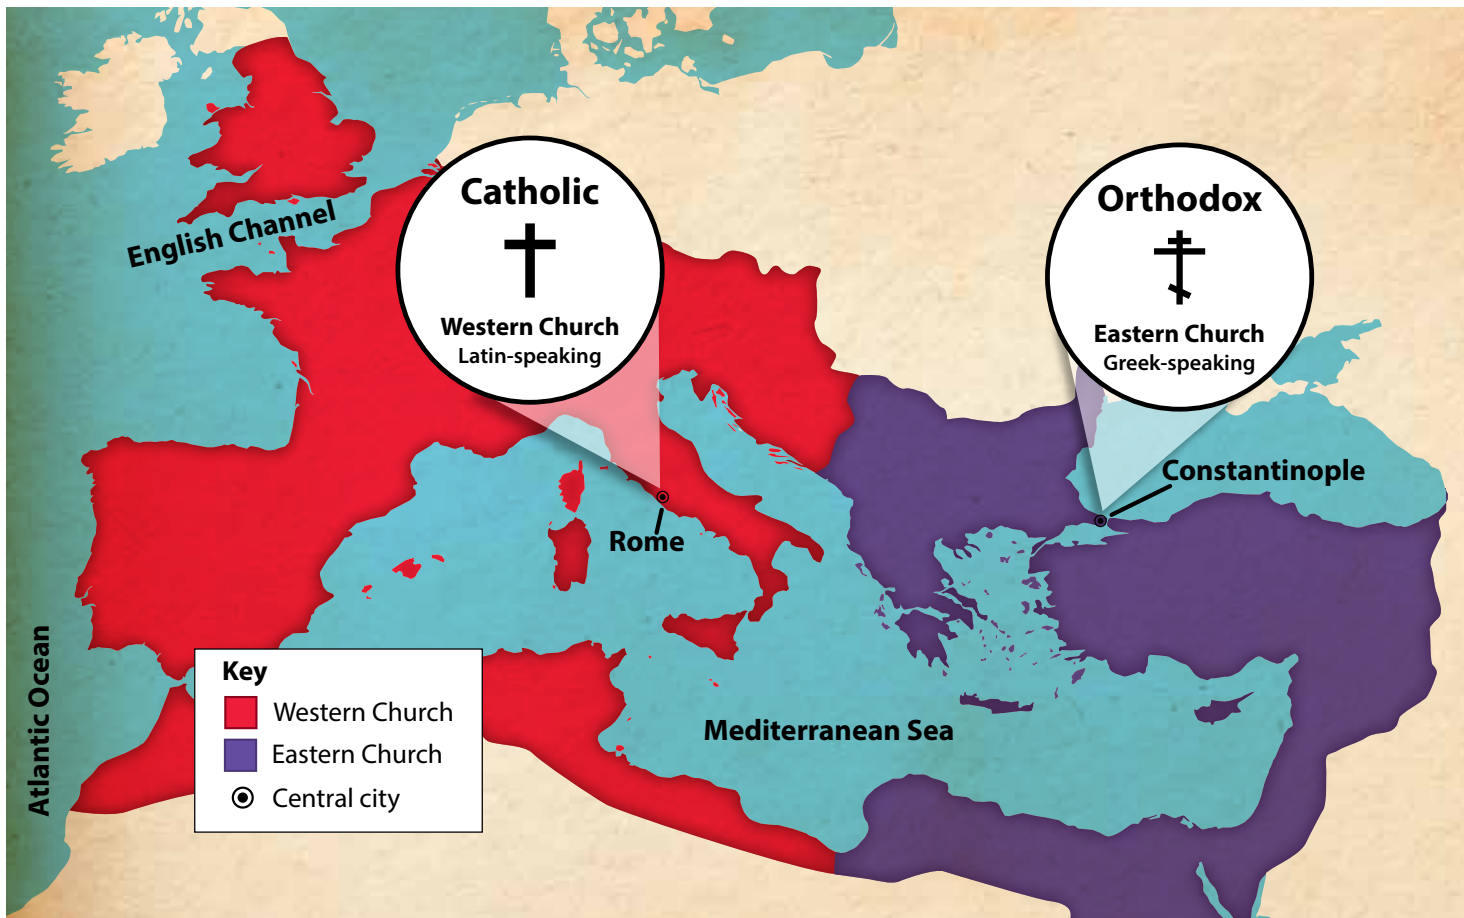 Catholic
Western Church
Latin-speaking
Orthodox
Eastern Church
Greek-speaking
English Channel
Constantinople
Rome
Atlantic Ocean
Mediterranean Sea
Key
Western Church
Eastern Church
Central city